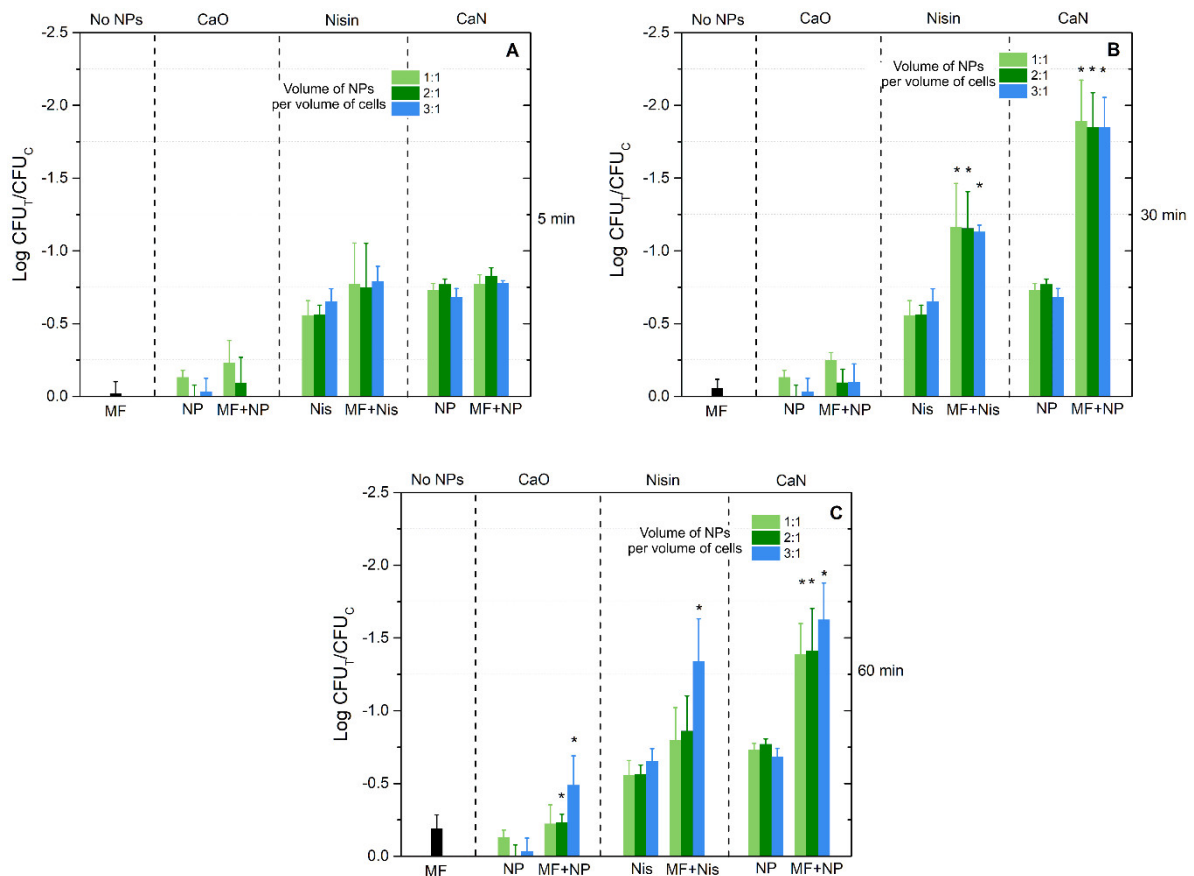 No NPs CaO Nisin CaN
A
-2.5
-2.0
-1.5
-1.0
-0.5
0.0
Log CFU_T/CFU_C
Volume of NPs
per volume of cells
1:1
2:1
3:1
5 min
MF NP MF+NP Nis MF+Nis NP MF+NP
No NPs CaO Nisin CaN
B
-2.5
-2.0
-1.5
-1.0
-0.5
0.0
Log CFU_T/CFU_C
Volume of NPs
per volume of cells
1:1
2:1
3:1
* * *
* * *
30 min
MF NP MF+NP Nis MF+Nis NP MF+NP
No NPs CaO Nisin CaN
C
-2.5
-2.0
-1.5
-1.0
-0.5
0.0
Log CFU_T/CFU_C
Volume of NPs
per volume of cells
1:1
2:1
3:1
* * *
*
* *
60 min
MF NP MF+NP Nis MF+Nis NP MF+NP